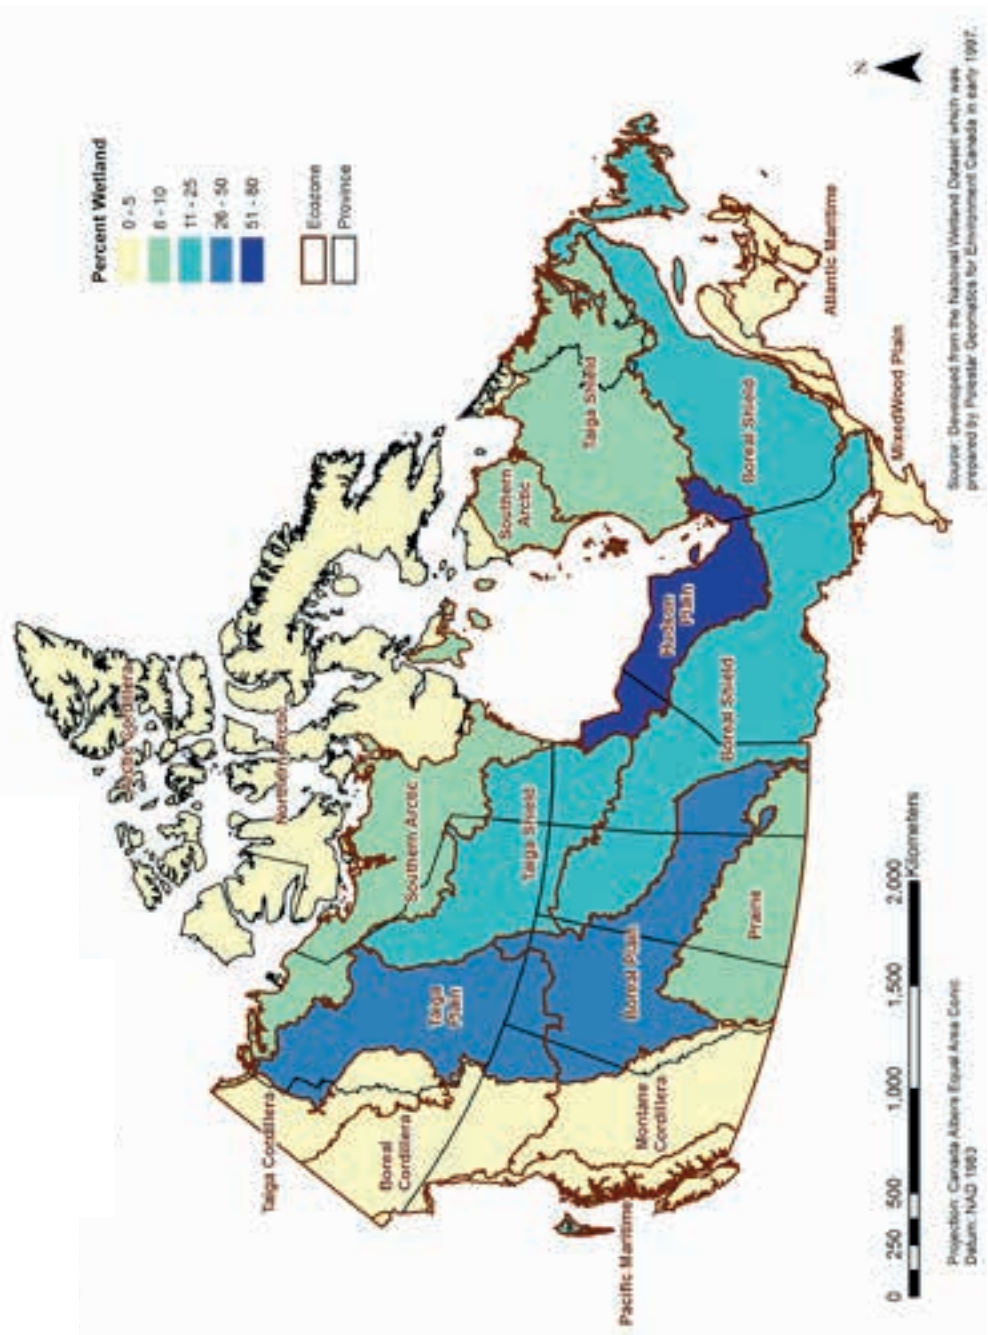 Percent Wetland
0 - 5
6 - 10
11 - 25
26 - 50
51 - 80
Ecozone
Province
N
Arctic Cordillera
Northern Arctic
Southern Arctic
Southern
Arctic
Taiga Cordillera
Taiga
Plain
Taiga Shield
Taiga Shield
Boreal
Cordillera
Hudson
Plain
Boreal Plain
Boreal Shield
Boreal Shield
Montane
Cordillera
Prairie
Pacific Maritime
Atlantic Maritime
MixedWood Plain
0 250 500 1,000 1,500 2,000
Kilometers
Projection: Canada Albers Equal Area Conic
Datum: NAD 1983
Source: Developed from the National Wetland Dataset which was
prepared by Polestar Geomatics for Environment Canada in early 1997.